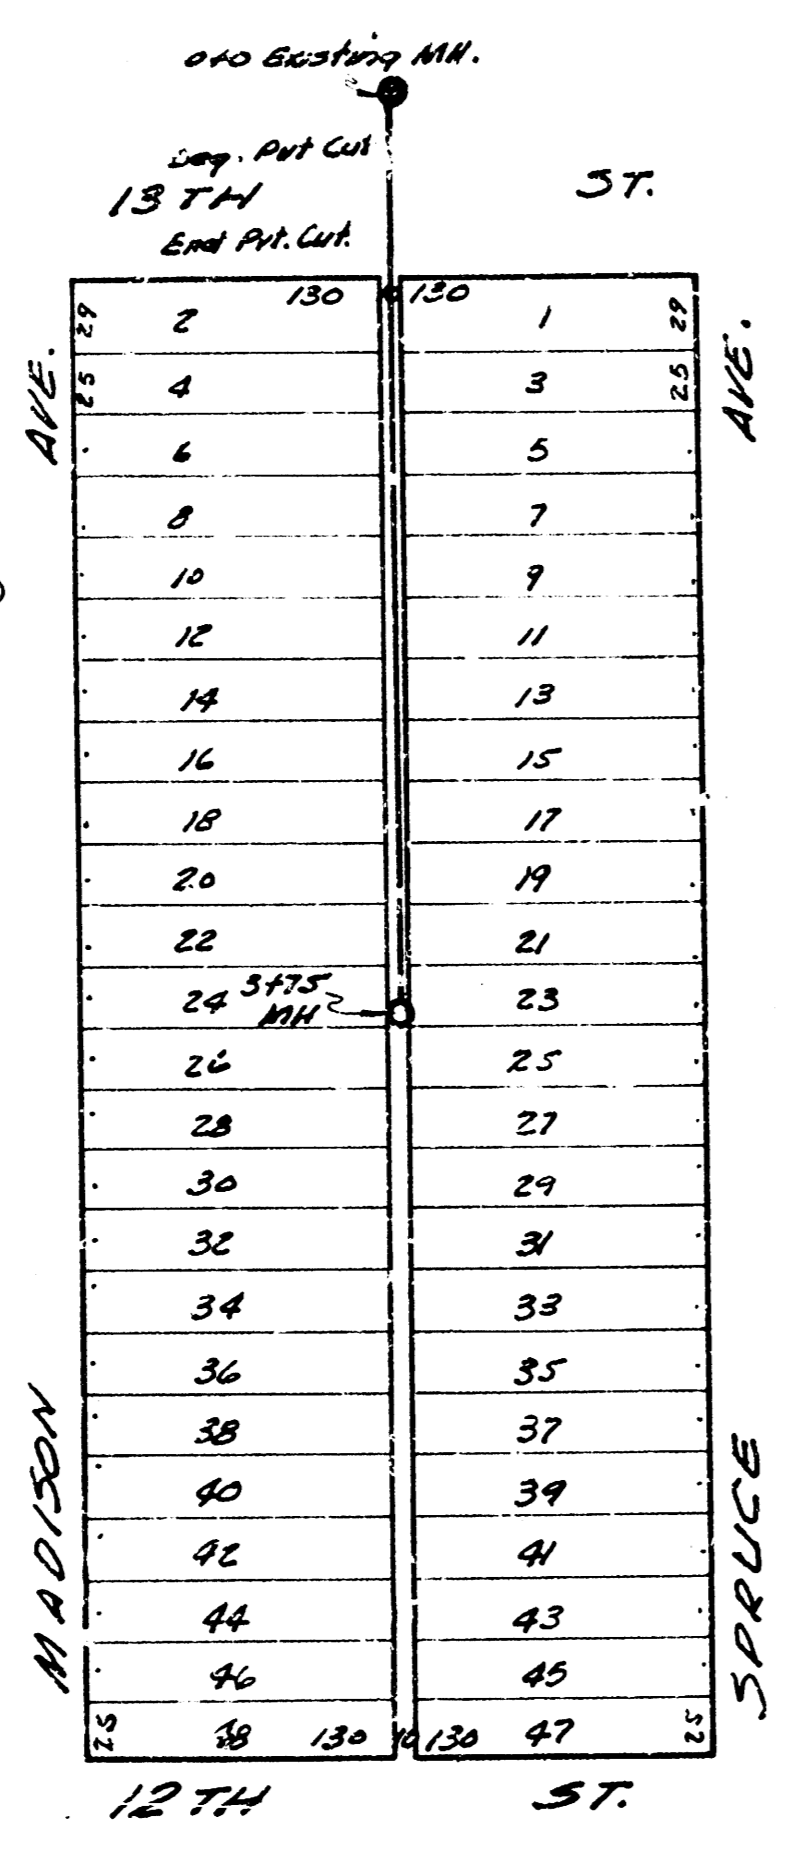 0+0 Existing MH.
Beg. Pvt Cut
13 TH ST.
End Pvt. Cut.
130 130
29 2 1 29
25 4 3 25
6 5
8 7
10 9
12 11
14 13
16 15
18 17
20 19
22 21
24 3+75 MH 23
26 25
28 27
30 29
32 31
34 33
36 35
38 37
40 39
42 41
44 43
46 45
25 48 130 10 130 47 25
12 TH ST.
MADISON AVE.
SPRUCE AVE.